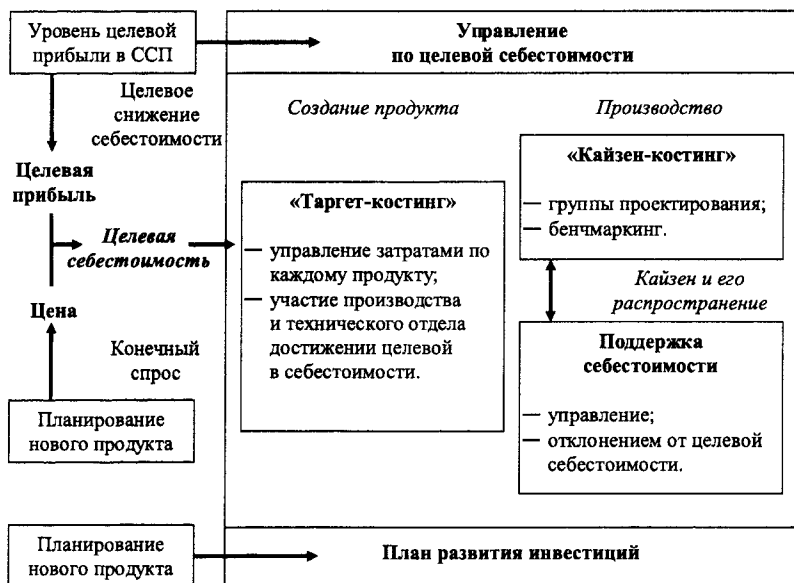 Уровень целевой
прибыли в ССП
Управление
по целевой себестоимости
Целевое
снижение
себестоимости
Создание продукта
Производство
Целевая
прибыль
«Таргет-костинг»
— управление затратами по
каждому продукту;
— участие производства
и технического отдела
достижении целевой
в себестоимости.
«Кайзен-костинг»
— группы проектирования;
— бенчмаркинг.
Целевая
себестоимость
Кайзен и его
распространение
Цена
Поддержка
себестоимости
— управление;
— отклонением от целевой
себестоимости.
Конечный
спрос
Планирование
нового продукта
Планирование
нового продукта
План развития инвестиций